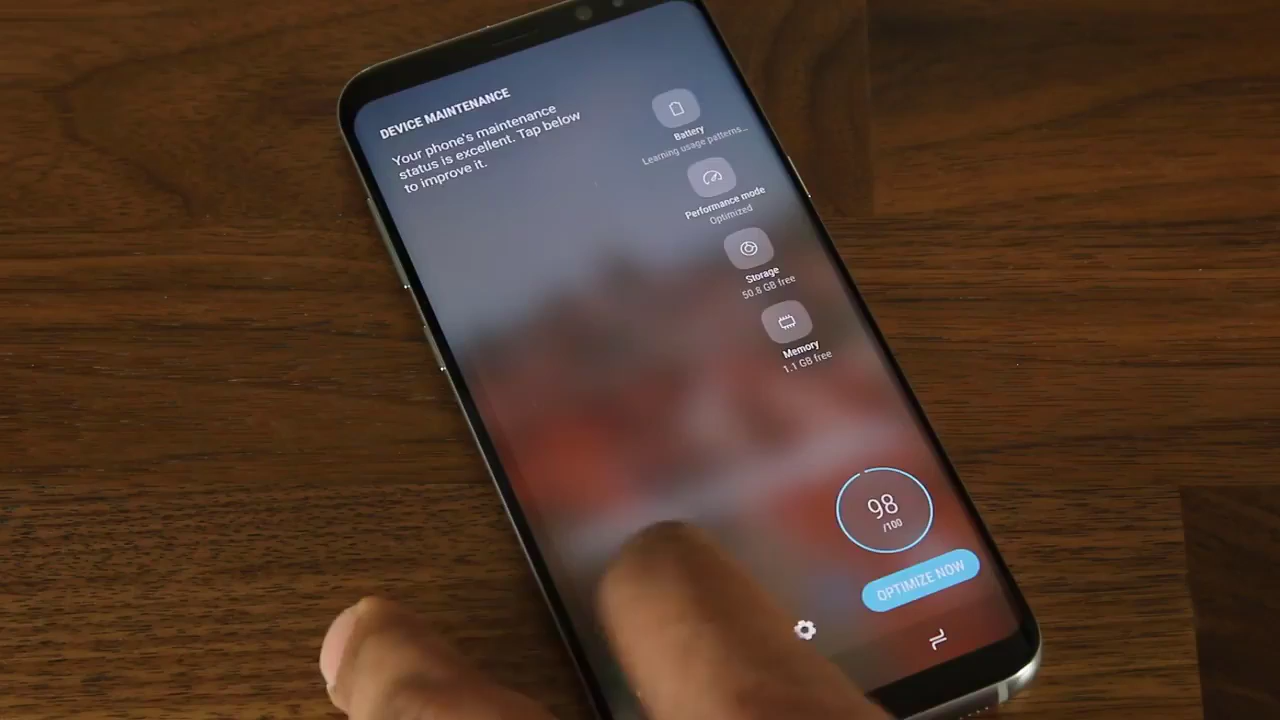 DEVICE MAINTENANCE
Your phone's maintenance
status is excellent. Tap below
to improve it.
Battery
Learning usage patterns...
Performance mode
Optimized
Storage
50.8 GB free
Memory
1.1 GB free
98
/100
OPTIMIZE NOW